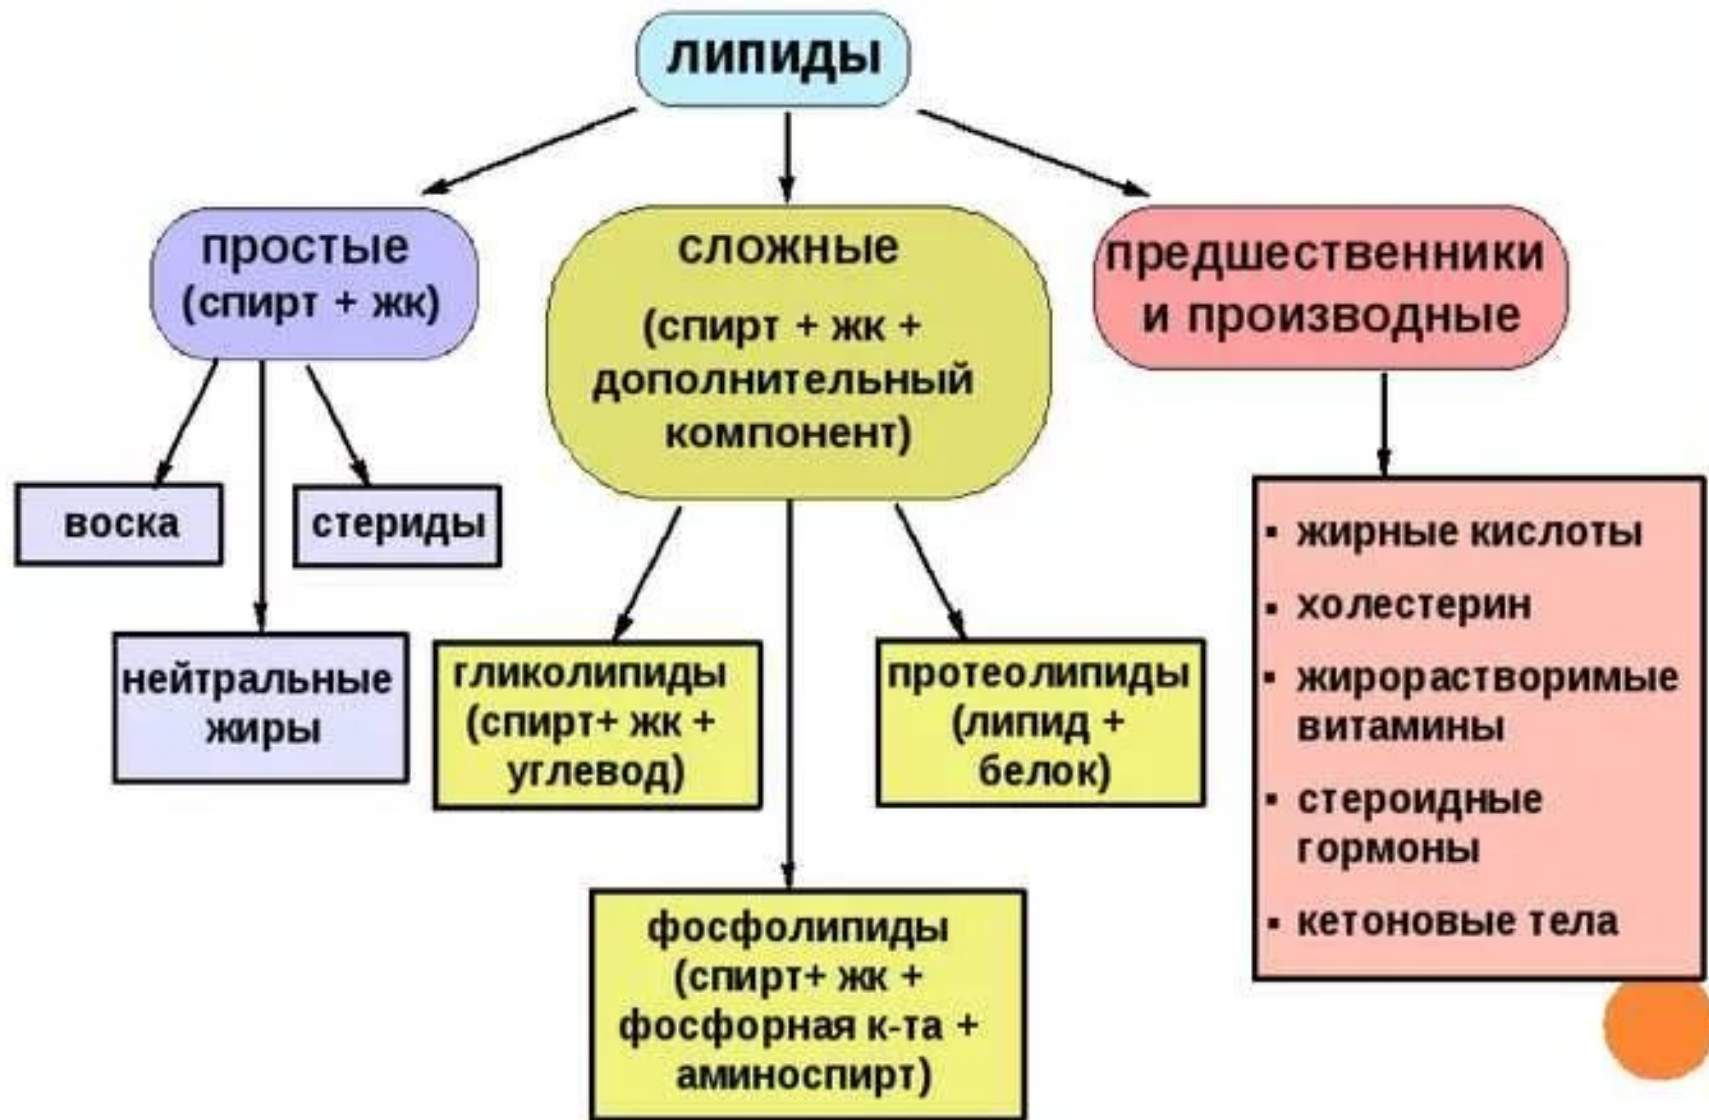 липиды
простые
(спирт + жк)
сложные
(спирт + жк +
дополнительный
компонент)
предшественники
и производные
воска
стериды
нейтральные
жиры
гликолипиды
(спирт+ жк +
углевод)
протеолипиды
(липид +
белок)
фосфолипиды
(спирт+ жк +
фосфорная к-та +
аминоспирт)
▪ жирные кислоты
▪ холестерин
▪ жирорастворимые
витамины
▪ стероидные
гормоны
▪ кетоновые тела